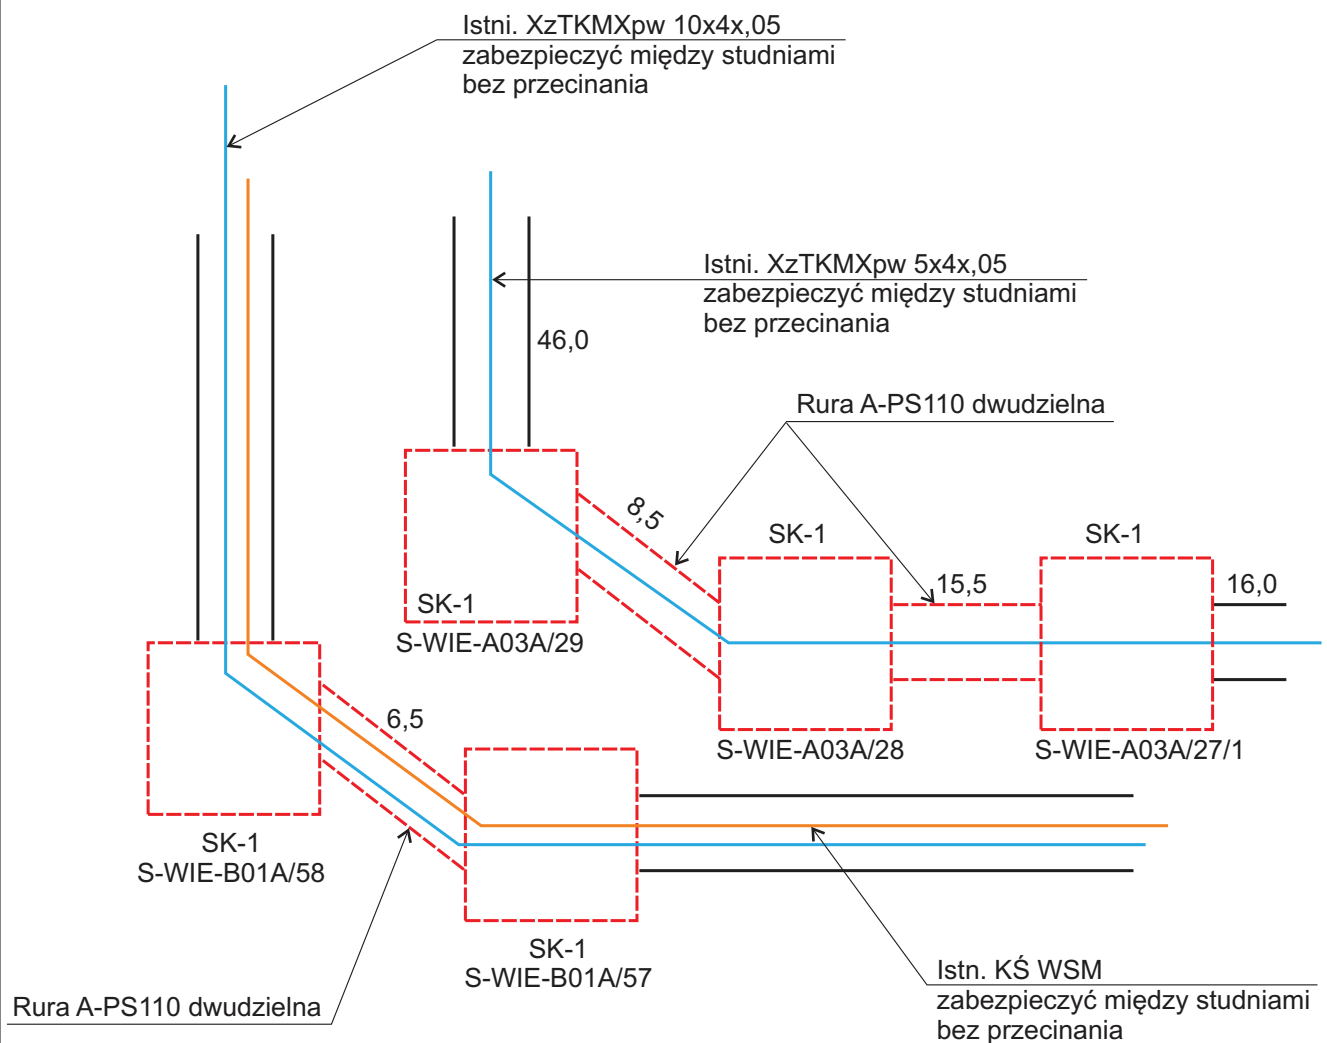 Istni. XzTKMXpw 10x4x,05
zabezpieczyć między studniami
bez przecinania
Istni. XzTKMXpw 5x4x,05
zabezpieczyć między studniami
bez przecinania
46,0
Rura A-PS110 dwudzielna
8,5
SK-1
SK-1
15,5
16,0
SK-1
S-WIE-A03A/29
6,5
S-WIE-A03A/28
S-WIE-A03A/27/1
SK-1
S-WIE-B01A/58
SK-1
S-WIE-B01A/57
Rura A-PS110 dwudzielna
Istn. KŚ WSM
zabezpieczyć między studniami
bez przecinania